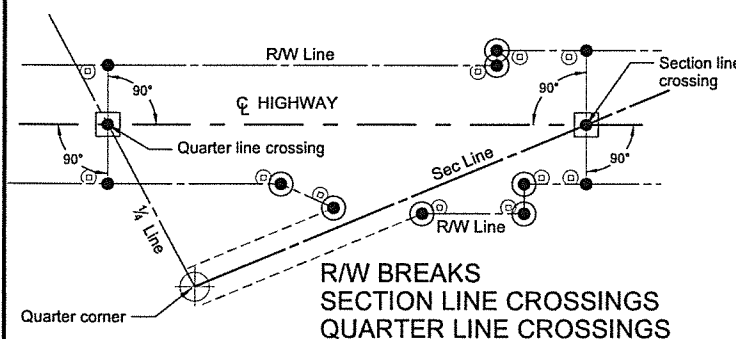 R/W Line
Section line
crossing
90°
90°
℄ HIGHWAY
Quarter line crossing
90°
90°
Sec Line
¼ Line
R/W Line
Quarter corner
R/W BREAKS
SECTION LINE CROSSINGS
QUARTER LINE CROSSINGS